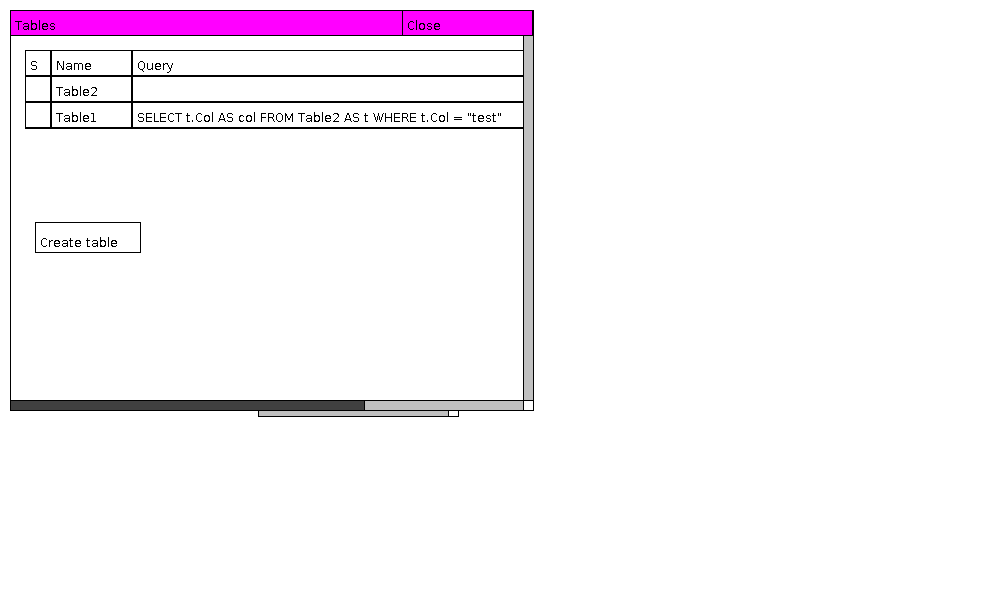 Tables Close
S Name Query
Table2
Table1 SELECT t.Col AS col FROM Table2 AS t WHERE t.Col = "test"
Create table